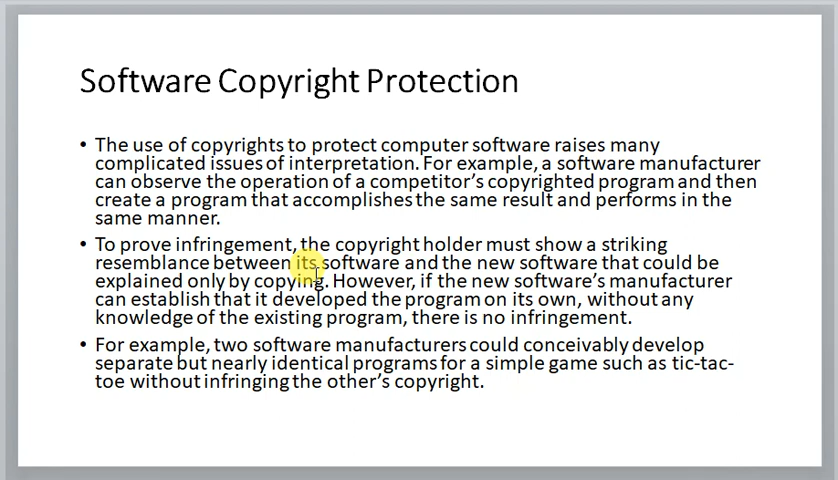 Software Copyright Protection
• The use of copyrights to protect computer software raises many
complicated issues of interpretation. For example, a software manufacturer
can observe the operation of a competitor's copyrighted program and then
create a program that accomplishes the same result and performs in the
same manner.
• To prove infringement, the copyright holder must show a striking
resemblance between its software and the new software that could be
explained only by copying. However, if the new software's manufacturer
can establish that it developed the program on its own, without any
knowledge of the existing program, there is no infringement.
• For example, two software manufacturers could conceivably develop
separate but nearly identical programs for a simple game such as tic-tac-
toe without infringing the other's copyright.